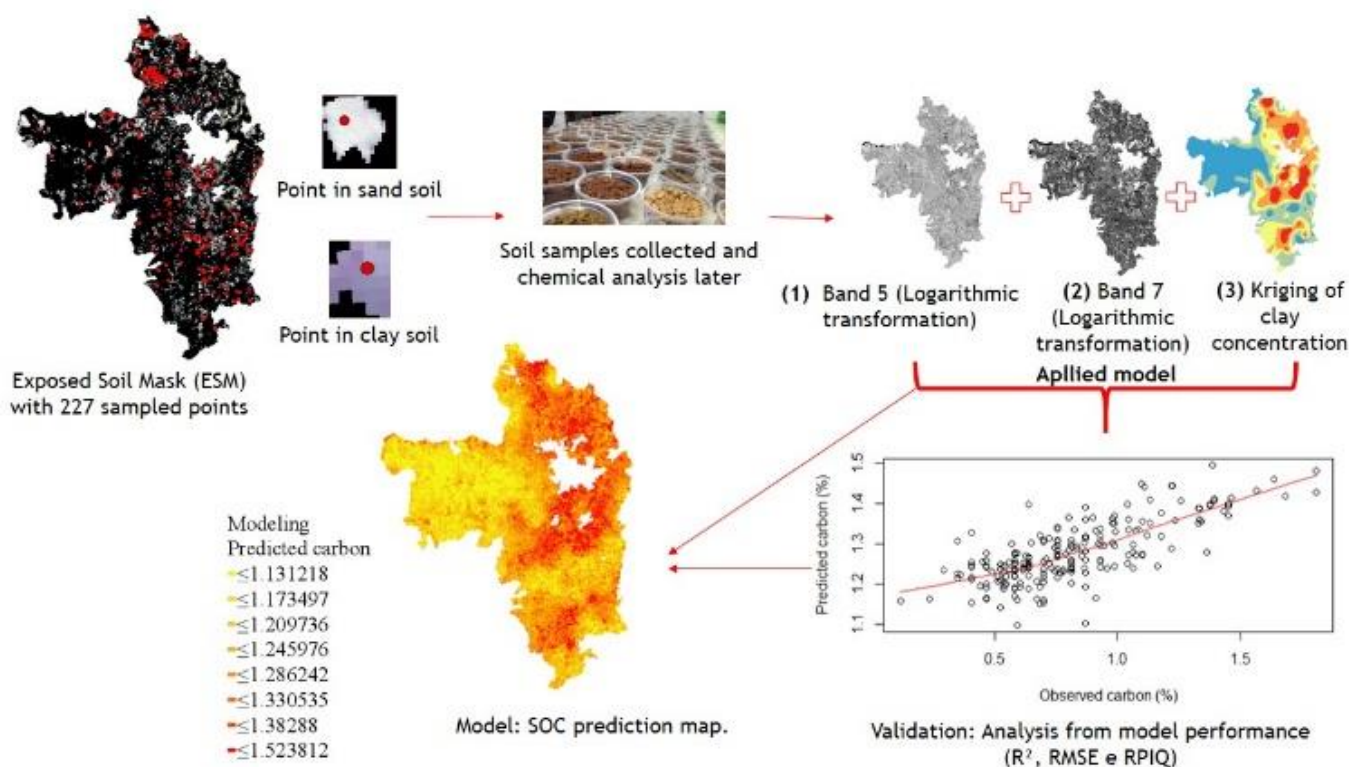 Point in sand soil
Point in clay soil
Exposed Soil Mask (ESM)
with 227 sampled points
Soil samples collected and
chemical analysis later
(1) Band 5 (Logarithmic
transformation)
(2) Band 7
(Logarithmic
transformation)
(3) Kriging of
clay
concentration
Apllied model
Modeling
Predicted carbon
≤1.131218
≤1.173497
≤1.209736
≤1.245976
≤1.286242
≤1.330535
≤1.38288
≤1.523812
Model: SOC prediction map.
Predicted carbon (%)
1.5
1.4
1.3
1.2
1.1
0.5 1.0 1.5
Observed carbon (%)
Validation: Analysis from model performance
(R², RMSE e RPIQ)